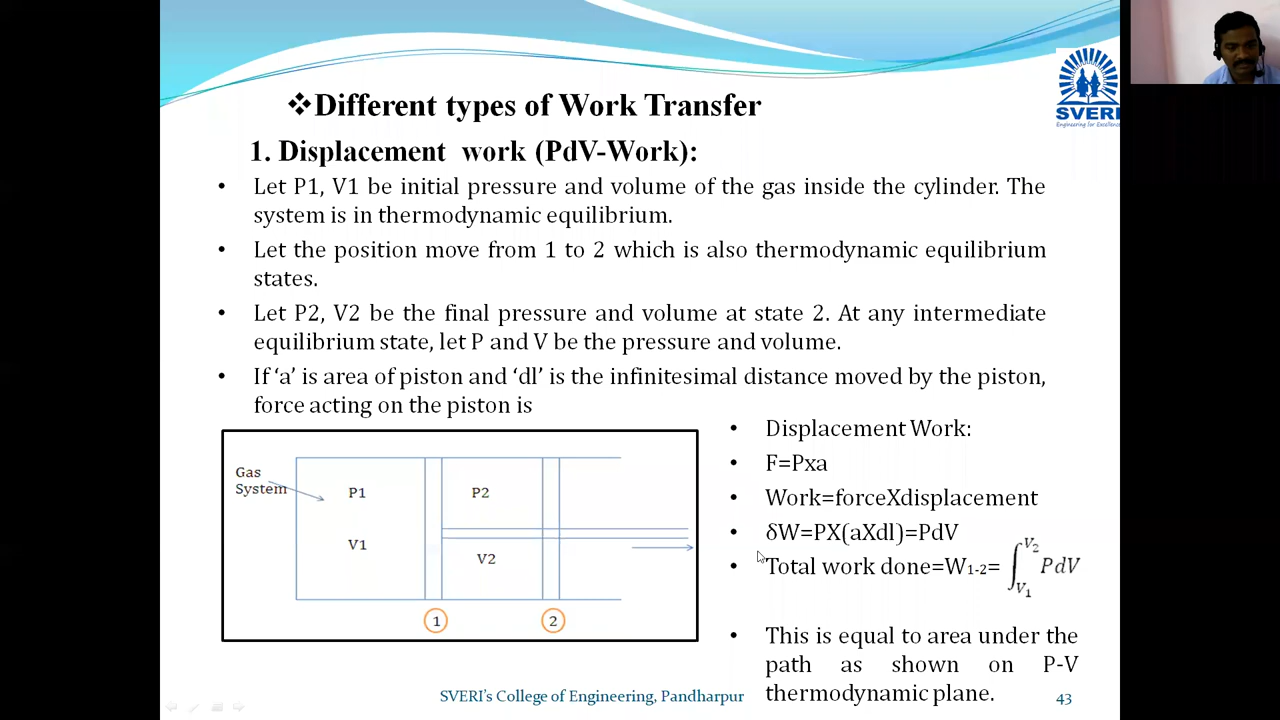 ❖Different types of Work Transfer
SVERI
Engineering for Excellence
1. Displacement work (PdV-Work):
• Let P1, V1 be initial pressure and volume of the gas inside the cylinder. The
system is in thermodynamic equilibrium.
• Let the position move from 1 to 2 which is also thermodynamic equilibrium
states.
• Let P2, V2 be the final pressure and volume at state 2. At any intermediate
equilibrium state, let P and V be the pressure and volume.
• If ‘a’ is area of piston and ‘dl’ is the infinitesimal distance moved by the piston,
force acting on the piston is
Gas
System
P1
P2
V1
V2
1
2
• Displacement Work:
• F=Pxa
• Work=forceXdisplacement
• δW=PX(aXdl)=PdV
• Total work done=W1-2= ∫V1V2 PdV
• This is equal to area under the
path as shown on P-V
thermodynamic plane.
SVERI’s College of Engineering, Pandharpur
43